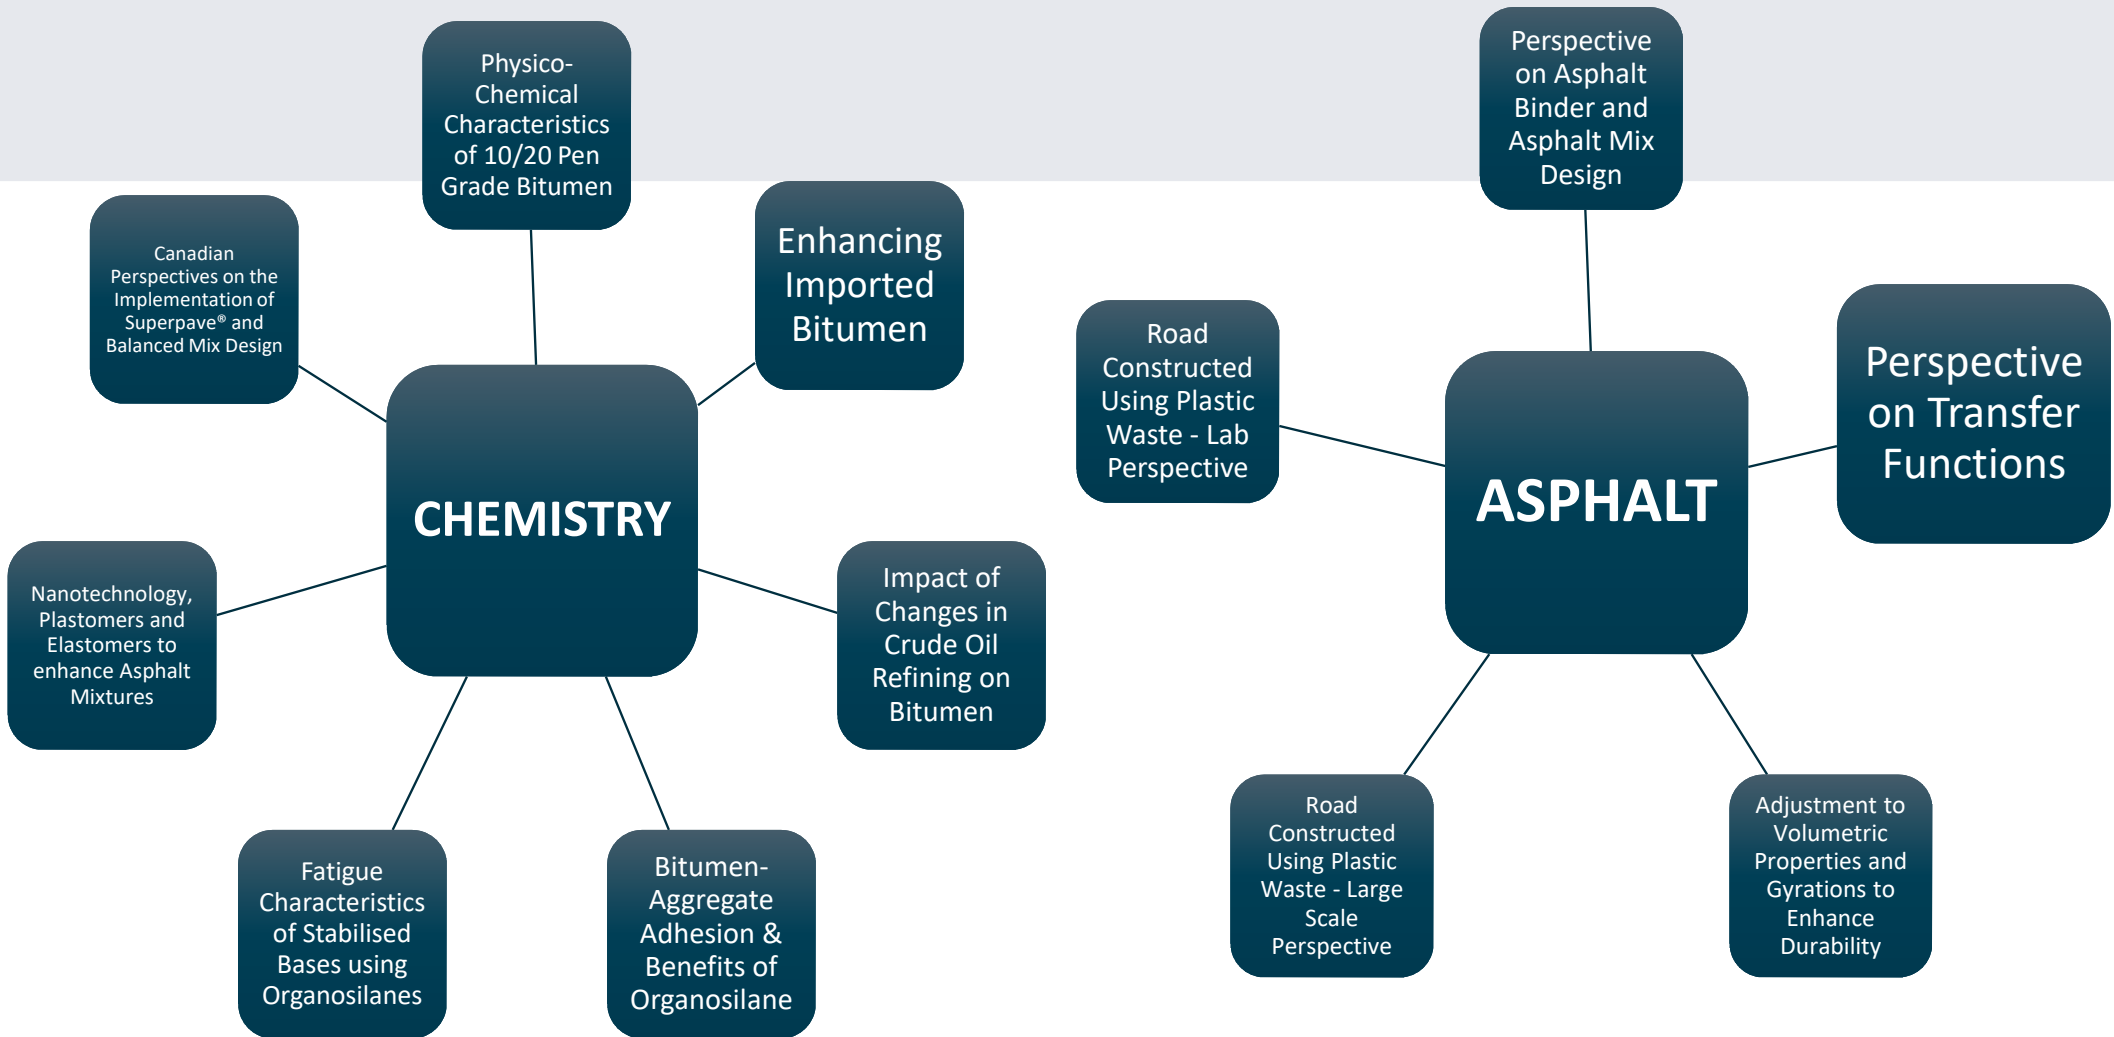 Physico-
Chemical
Characteristics
of 10/20 Pen
Grade Bitumen
Canadian
Perspectives on the
Implementation of
Superpave® and
Balanced Mix Design
Enhancing
Imported
Bitumen
CHEMISTRY
Nanotechnology,
Plastomers and
Elastomers to
enhance Asphalt
Mixtures
Impact of
Changes in
Crude Oil
Refining on
Bitumen
Fatigue
Characteristics
of Stabilised
Bases using
Organosilanes
Bitumen-
Aggregate
Adhesion &
Benefits of
Organosilane
Perspective
on Asphalt
Binder and
Asphalt Mix
Design
Road
Constructed
Using Plastic
Waste - Lab
Perspective
Perspective
on Transfer
Functions
ASPHALT
Road
Constructed
Using Plastic
Waste - Large
Scale
Perspective
Adjustment to
Volumetric
Properties and
Gyrations to
Enhance
Durability